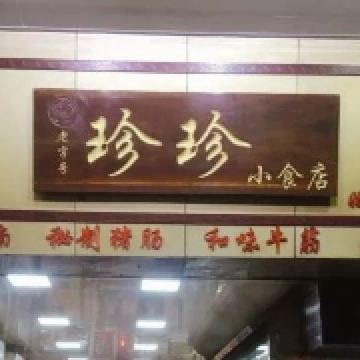 老字号
珍珍
小食店
秘制猪肠 和味牛筋